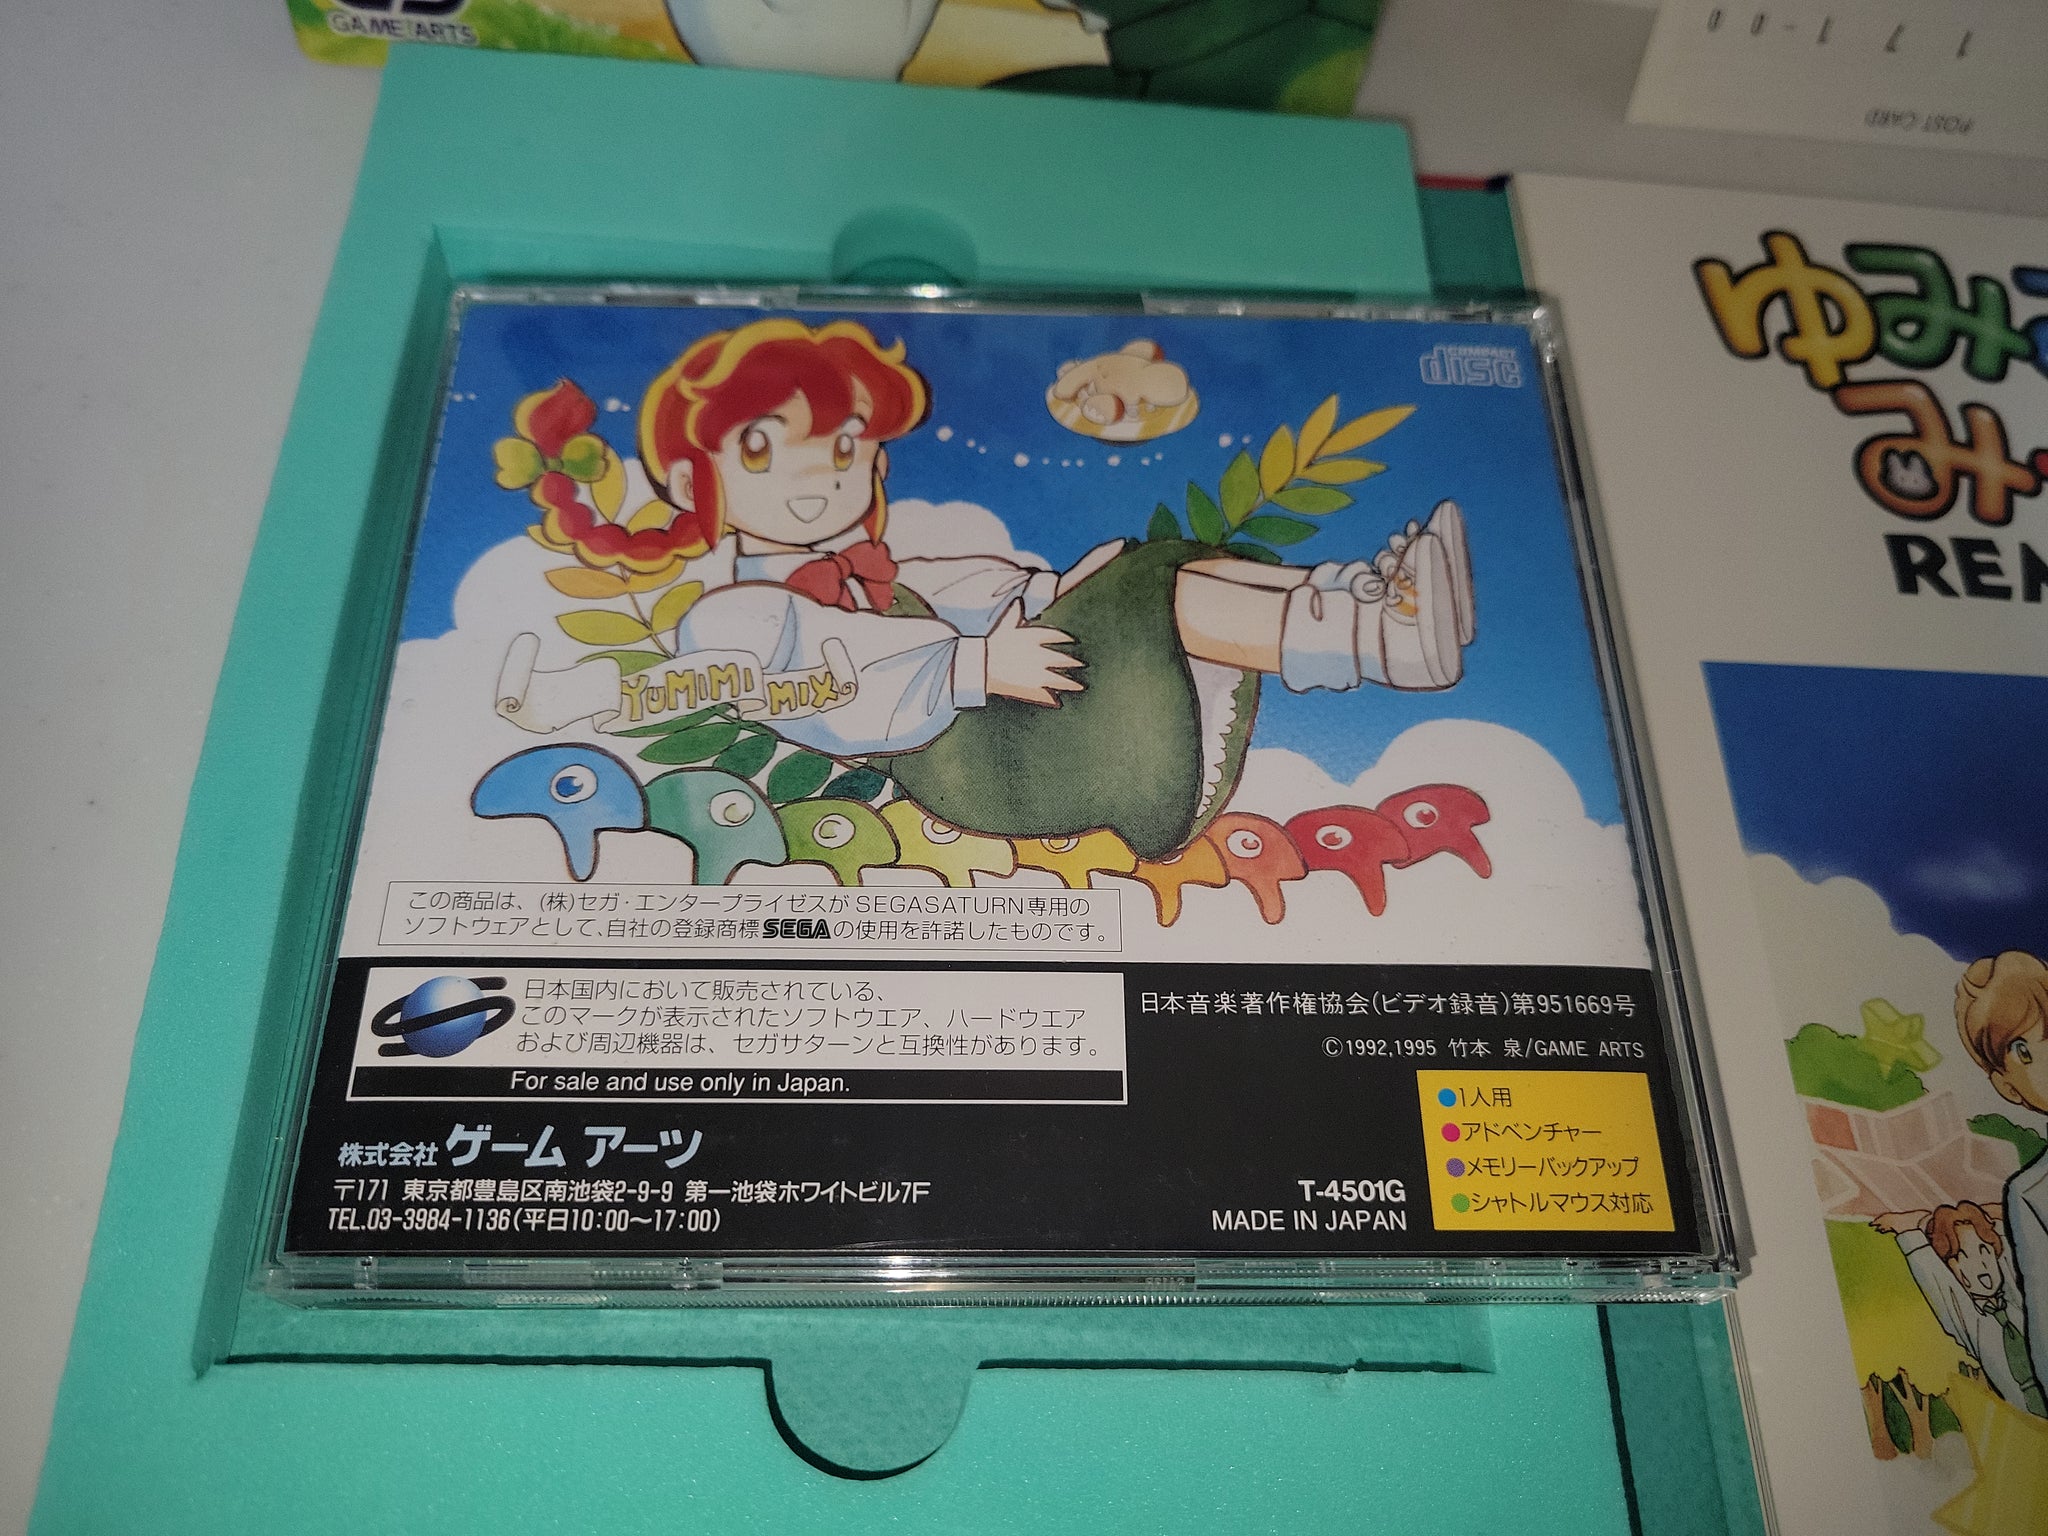 GAME ARTS
1 7 1-00
POST CARD
ゆみみ
みっ
REM
COMPACT
disc
YUMIMI MIX
この商品は、(株)セガ・エンタープライゼスがSEGASATURN専用の
ソフトウェアとして、自社の登録商標SEGAの使用を許諾したものです。
日本国内において販売されている、
このマークが表示されたソフトウエア、ハードウエア
および周辺機器は、セガサターンと互換性があります。
For sale and use only in Japan.
日本音楽著作権協会(ビデオ録音)第951669号
©1992,1995 竹本 泉/GAME ARTS
株式会社 ゲーム アーツ
〒171 東京都豊島区南池袋2-9-9 第一池袋ホワイトビル7F
TEL.03-3984-1136(平日10:00〜17:00)
T-4501G
MADE IN JAPAN
●1人用
●アドベンチャー
●メモリーバックアップ
●シャトルマウス対応